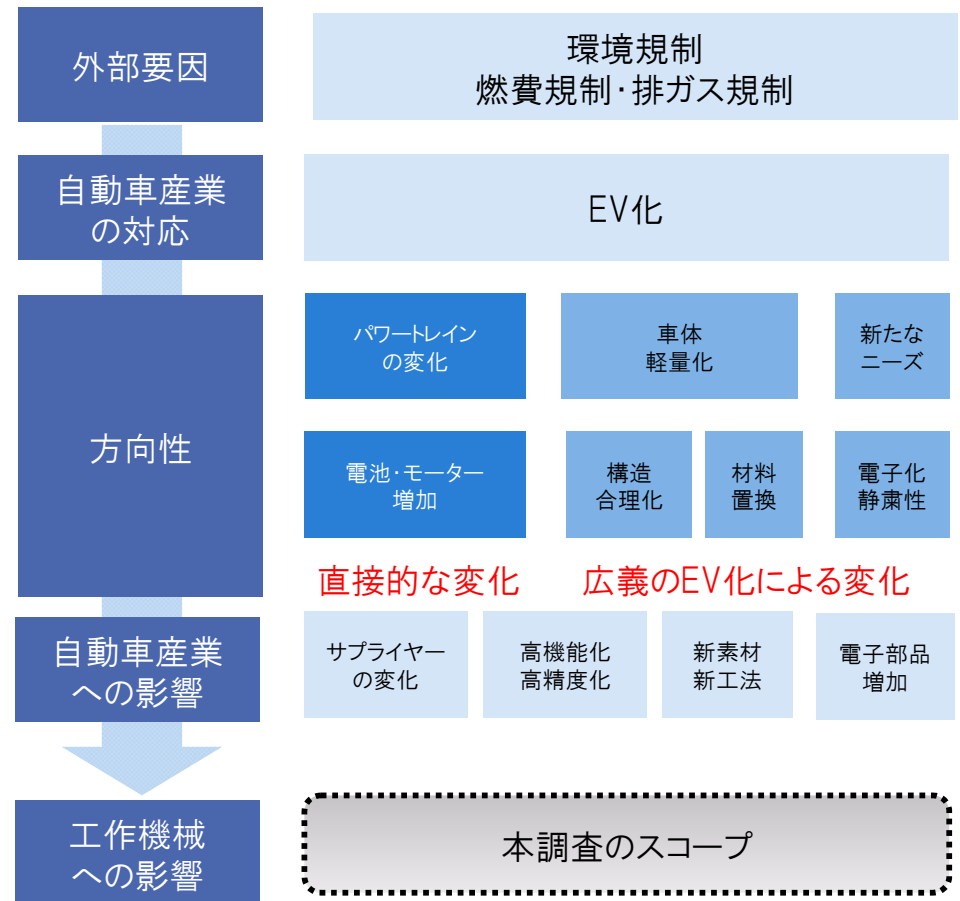 外部要因
環境規制
燃費規制・排ガス規制
自動車産業
の対応
EV化
方向性
パワートレイン
の変化
車体
軽量化
新たな
ニーズ
電池・モーター
増加
構造
合理化
材料
置換
電子化
静粛性
直接的な変化
広義のEV化による変化
自動車産業
への影響
サプライヤー
の変化
高機能化
高精度化
新素材
新工法
電子部品
増加
工作機械
への影響
本調査のスコープ